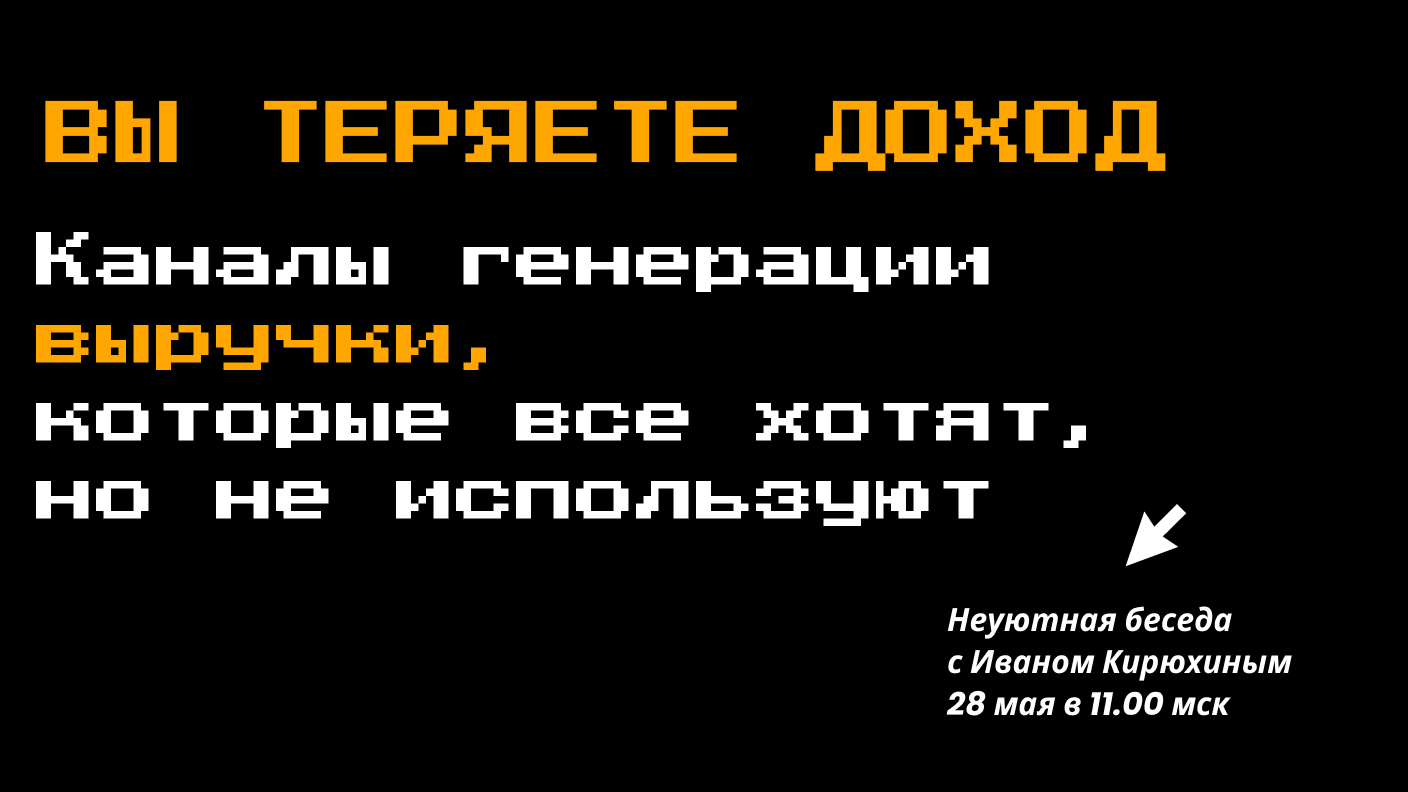 ВЫ ТЕРЯЕТЕ ДОХОД
Каналы генерации
выручки,
которые все хотят,
но не используют
Неуютная беседа
с Иваном Кирюхиным
28 мая в 11.00 мск